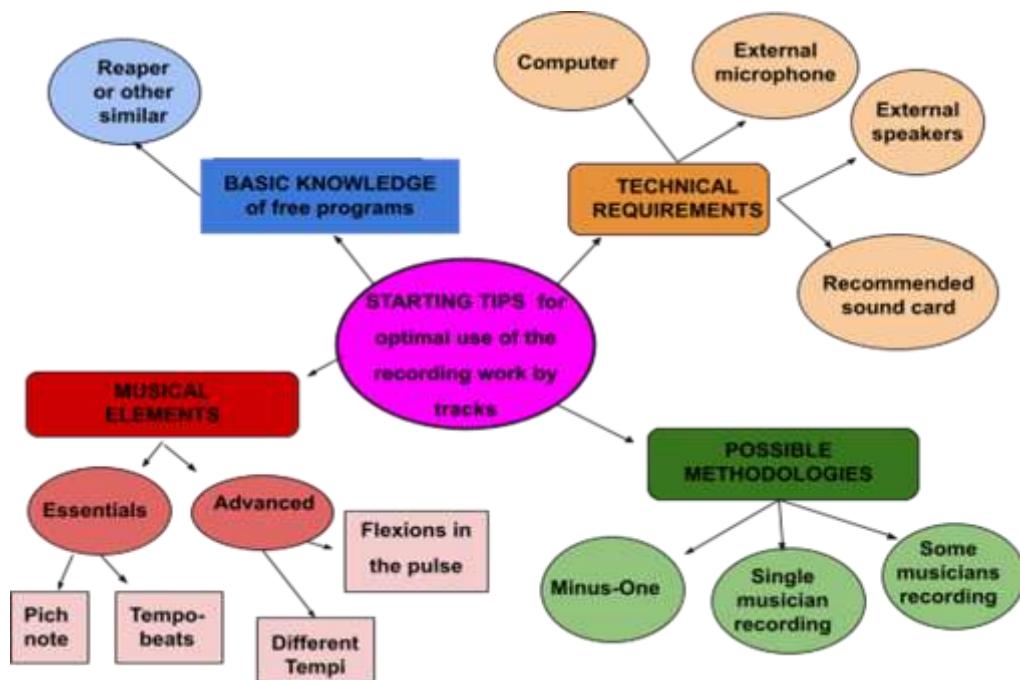 Reaper
or other
similar
BASIC KNOWLEDGE
of free programs
Computer
External
microphone
External
speakers
TECHNICAL
REQUIREMENTS
Recommended
sound card
STARTING TIPS for
optimal use of the
recording work by
tracks
MUSICAL
ELEMENTS
Essentials
Advanced
Pich
note
Tempo-
beats
Different
Tempi
Flexions in
the pulse
POSSIBLE
METHODOLOGIES
Minus-One
Single
musician
recording
Some
musicians
recording